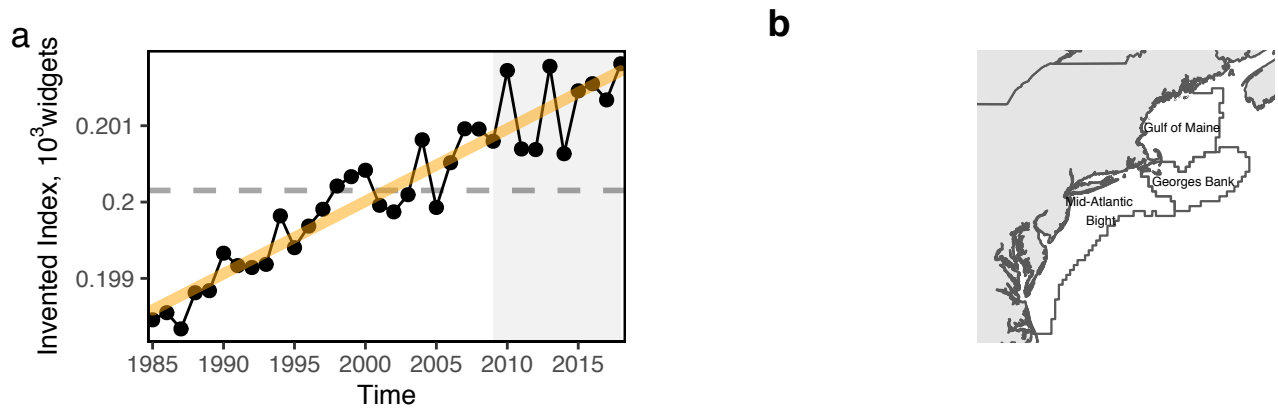 a
b
Invented Index, 10³widgets
0.201
0.2
0.199
1985 1990 1995 2000 2005 2010 2015
Time
Gulf of Maine
Georges Bank
Mid-Atlantic
Bight